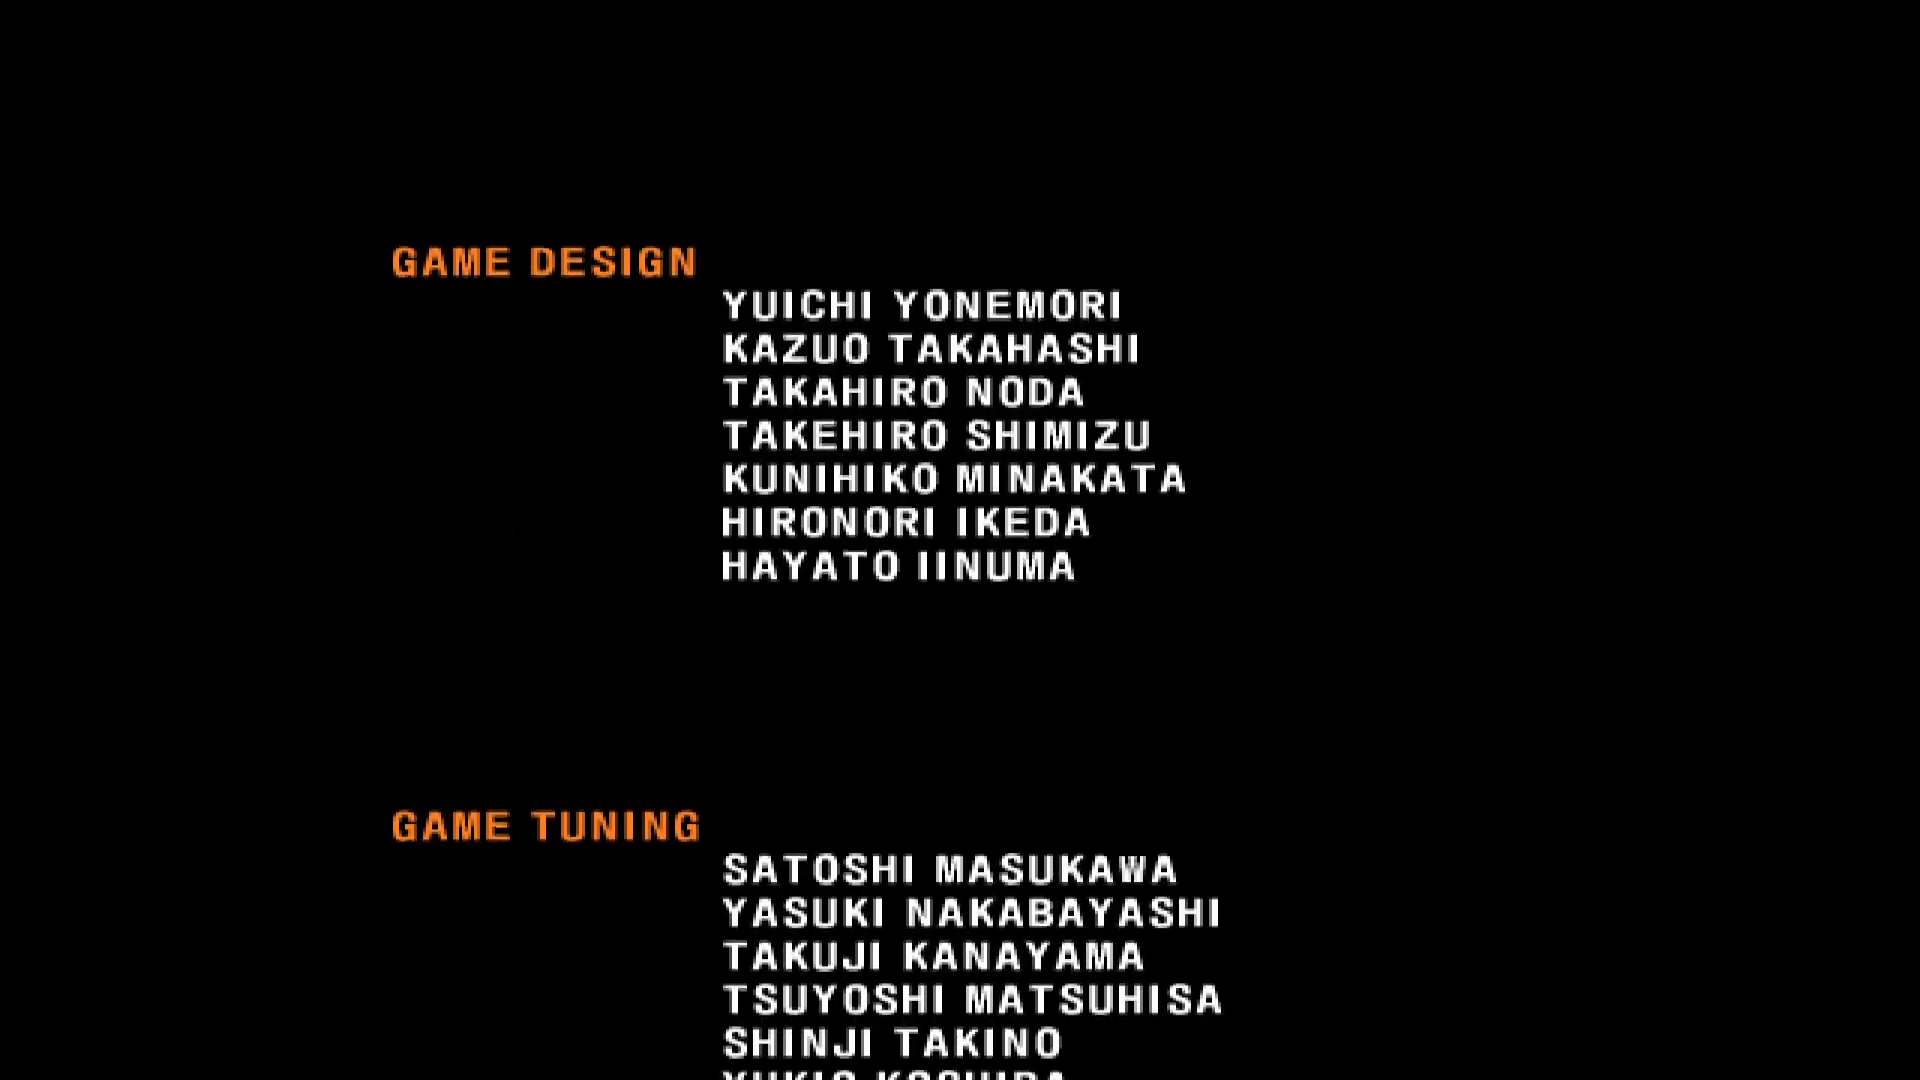 GAME DESIGN
YUICHI YONEMORI
KAZUO TAKAHASHI
TAKAHIRO NODA
TAKEHIRO SHIMIZU
KUNIHIKO MINAKATA
HIRONORI IKEDA
HAYATO IINUMA
GAME TUNING
SATOSHI MASUKAWA
YASUKI NAKABAYASHI
TAKUJI KANAYAMA
TSUYOSHI MATSUHISA
SHINJI TAKINO